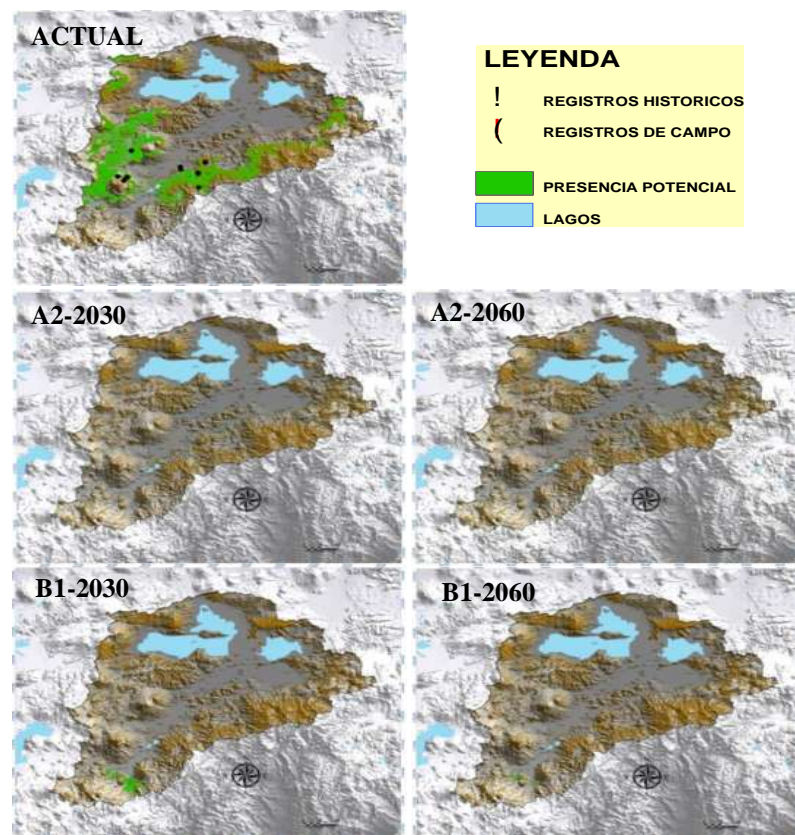 ACTUAL
LEYENDA
! REGISTROS HISTORICOS
( REGISTROS DE CAMPO
PRESENCIA POTENCIAL
LAGOS
A2-2030
A2-2060
B1-2030
B1-2060